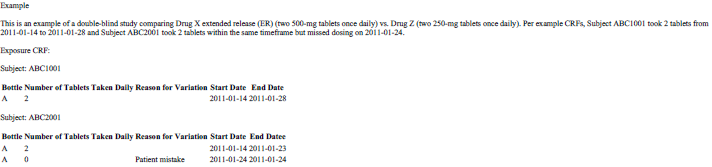 Example
This is an example of a double-blind study comparing Drug X extended release (ER) (two 500-mg tablets once daily) vs. Drug Z (two 250-mg tablets once daily). Per example CRFs, Subject ABC1001 took 2 tablets from
2011-01-14 to 2011-01-28 and Subject ABC2001 took 2 tablets within the same timeframe but missed dosing on 2011-01-24.
Exposure CRF:
Subject: ABC1001
Bottle Number of Tablets Taken Daily Reason for Variation Start Date End Date
A 2 2011-01-14 2011-01-28
Subject: ABC2001
Bottle Number of Tablets Taken Daily Reason for Variation Start Date End Datee
A 2 2011-01-14 2011-01-23
A 0 Patient mistake 2011-01-24 2011-01-24